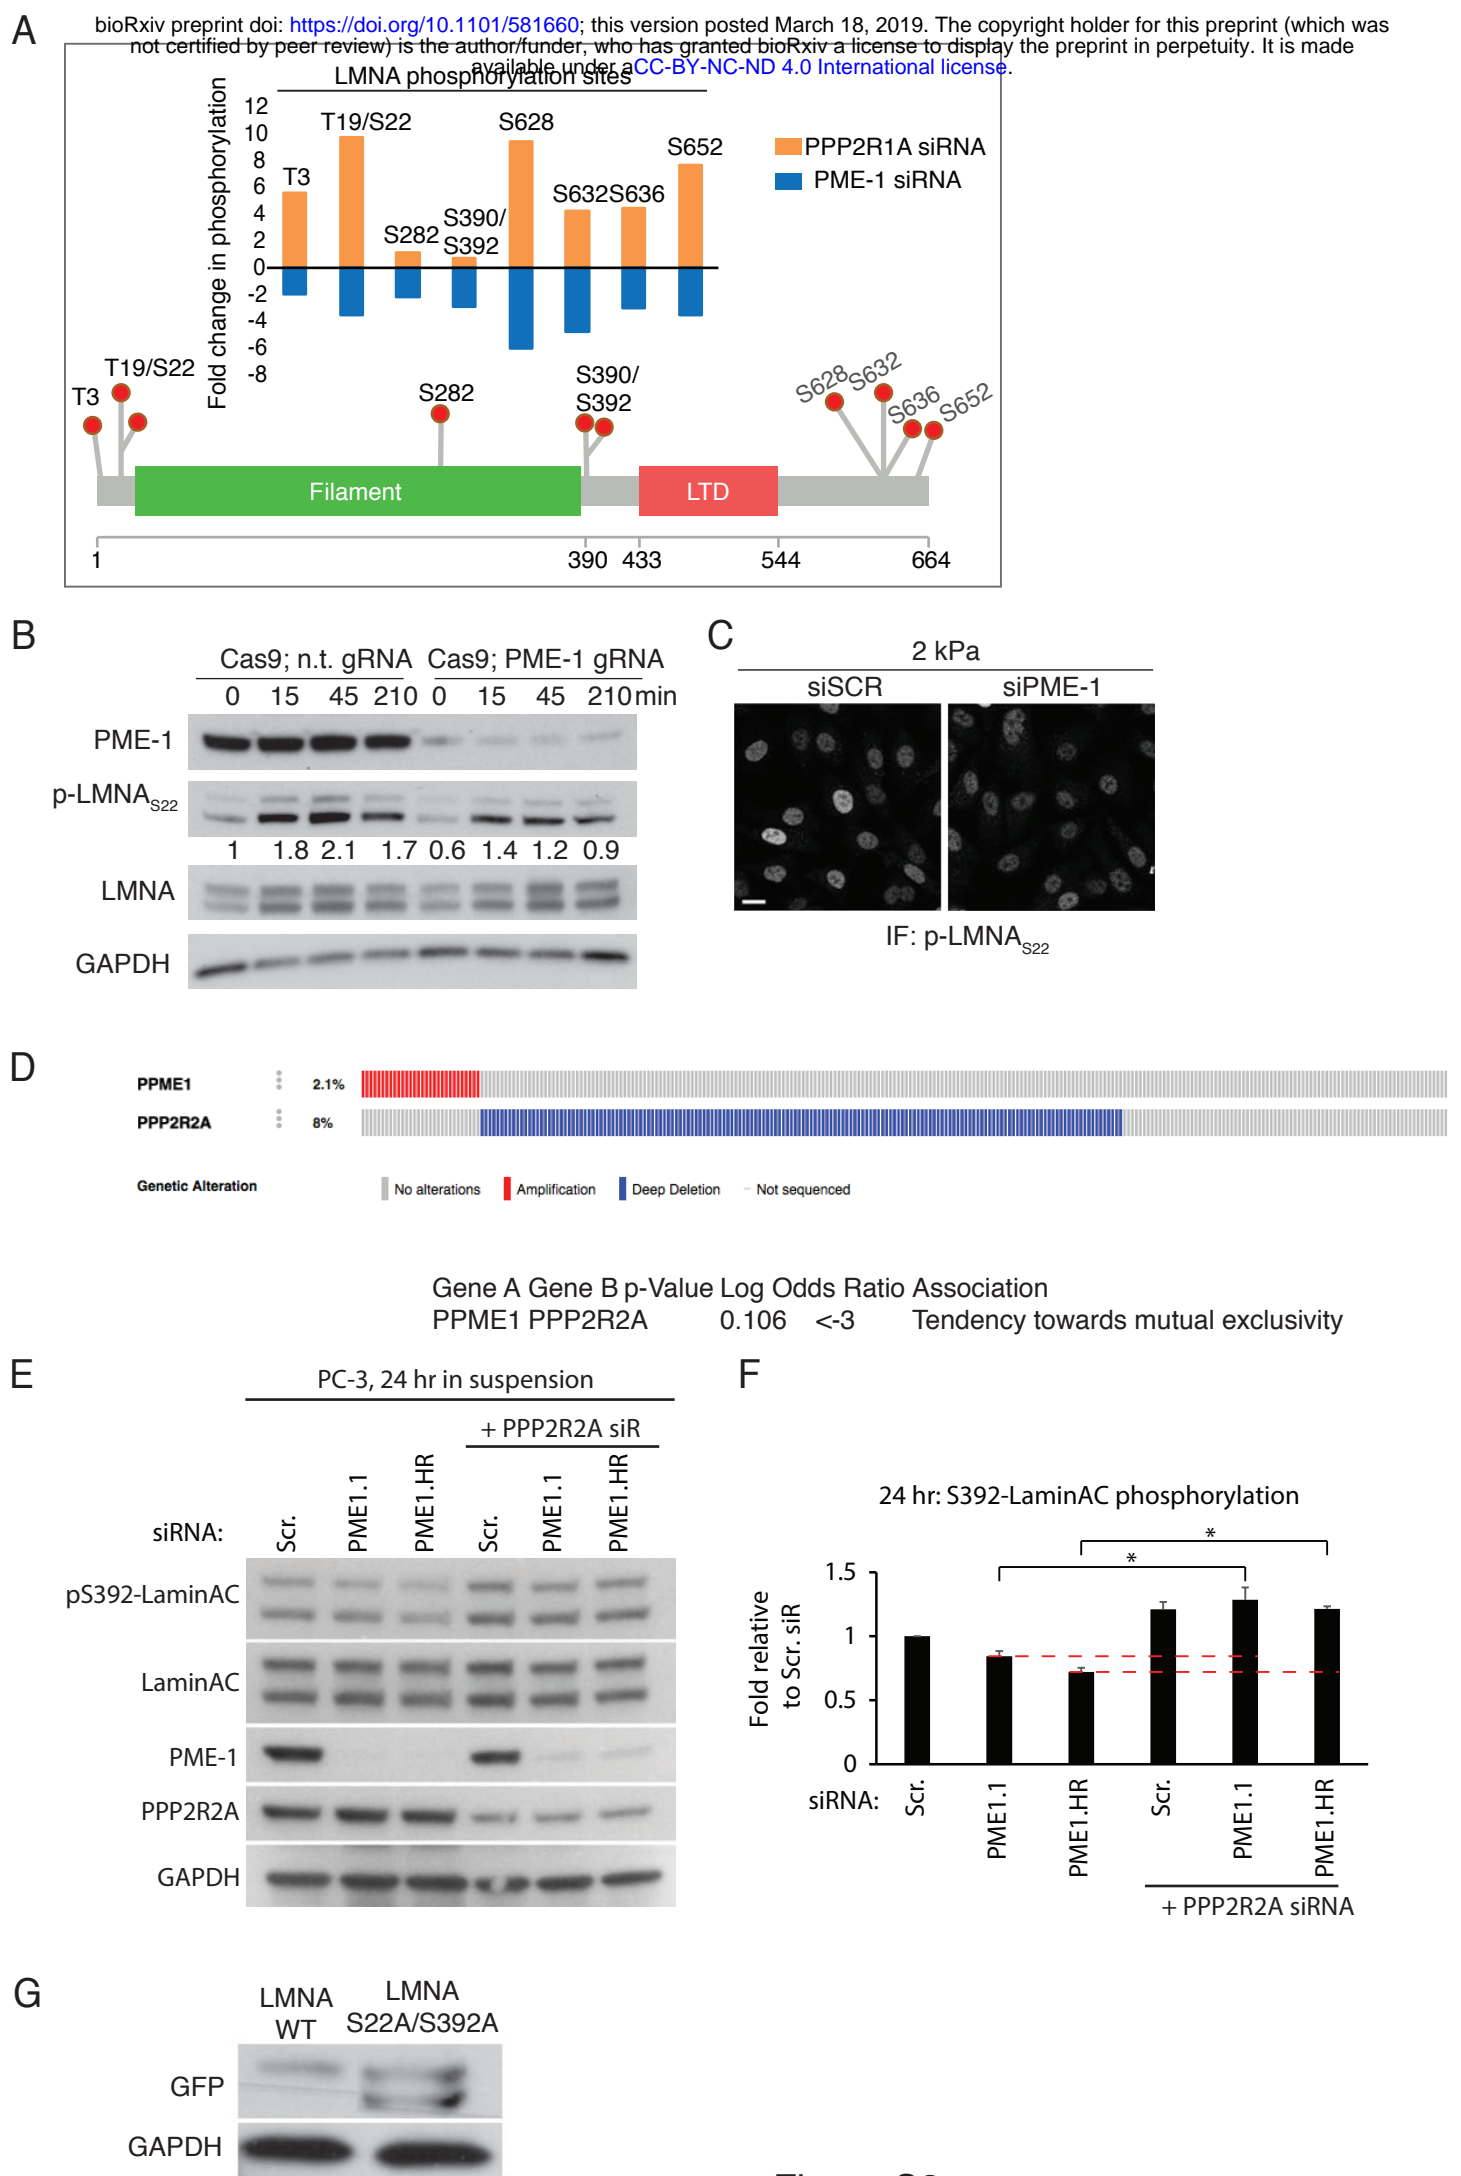 A
bioRxiv preprint doi: https://doi.org/10.1101/581660; this version posted March 18, 2019. The copyright holder for this preprint (which was
not certified by peer review) is the author/funder, who has granted bioRxiv a license to display the preprint in perpetuity. It is made
available under aCC-BY-NC-ND 4.0 International license.
LMNA phosphorylation sites
Fold change in phosphorylation
12
10
8
6
4
2
0
-2
-4
-6
-8
T3
T19/S22
S282
S390/
S392
S628
S632
S636
S652
PPP2R1A siRNA
PME-1 siRNA
T3
T19/S22
S282
S390/
S392
S628
S632
S636
S652
Filament
LTD
1 390 433 544 664
B
Cas9; n.t. gRNA Cas9; PME-1 gRNA
0 15 45 210 0 15 45 210 min
PME-1
p-LMNAS22
1 1.8 2.1 1.7 0.6 1.4 1.2 0.9
LMNA
GAPDH
C
2 kPa
siSCR siPME-1
IF: p-LMNAS22
D
PPME1 2.1%
PPP2R2A 8%
Genetic Alteration No alterations Amplification Deep Deletion Not sequenced
Gene A Gene B p-Value Log Odds Ratio Association
PPME1 PPP2R2A 0.106 <-3 Tendency towards mutual exclusivity
E
PC-3, 24 hr in suspension
+ PPP2R2A siR
siRNA: Scr. PME1.1 PME1.HR Scr. PME1.1 PME1.HR
pS392-LaminAC
LaminAC
PME-1
PPP2R2A
GAPDH
F
24 hr: S392-LaminAC phosphorylation
*
*
Fold relative
to Scr. siR
1.5
1
0.5
0
siRNA: Scr. PME1.1 PME1.HR Scr. PME1.1 PME1.HR
+ PPP2R2A siRNA
G
LMNA
WT
LMNA
S22A/S392A
GFP
GAPDH